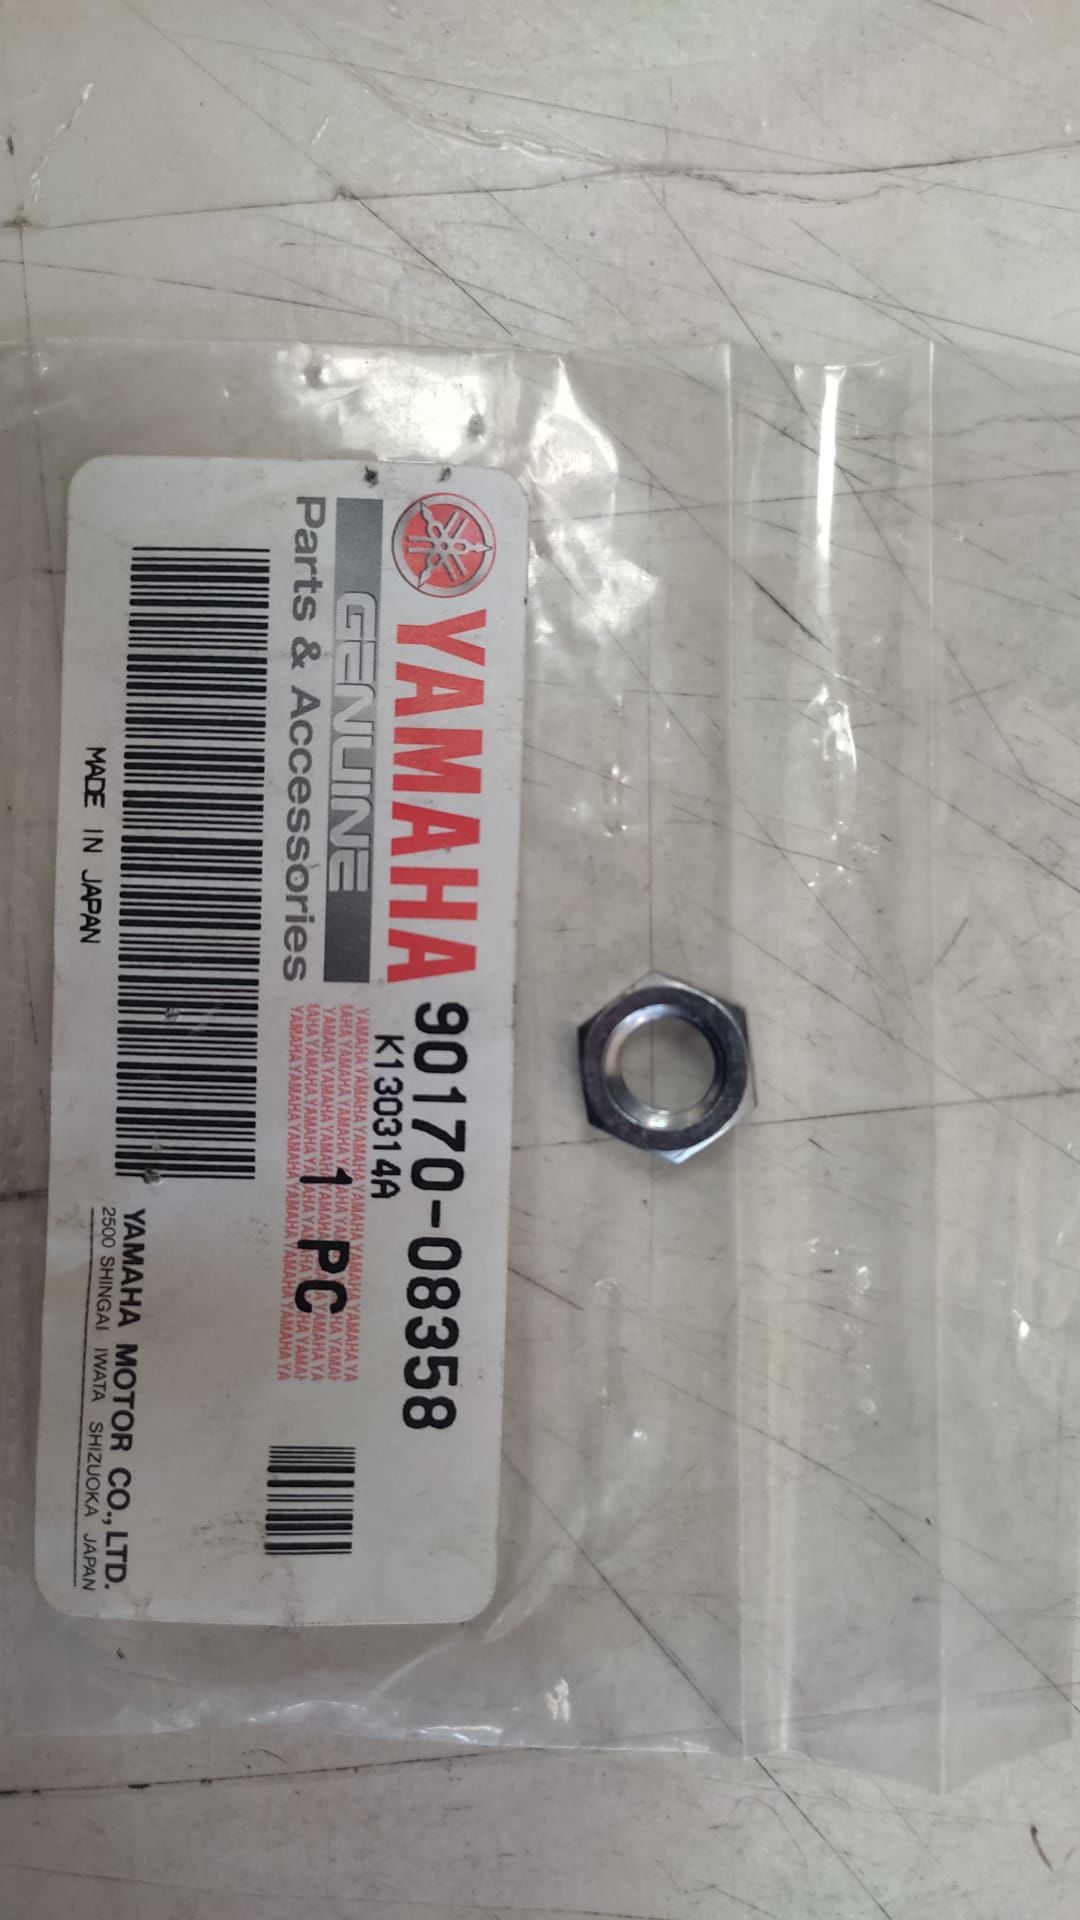 YAMAHA
GENUINE
Parts & Accessories
90170-08358
K130314A
YAMAHAYAMAHAYAMAHAYAMAHAYAMAHAYA
1 PC
MADE IN JAPAN
YAMAHA MOTOR CO., LTD.
2500 SHINGAI IWATA SHIZUOKA JAPAN